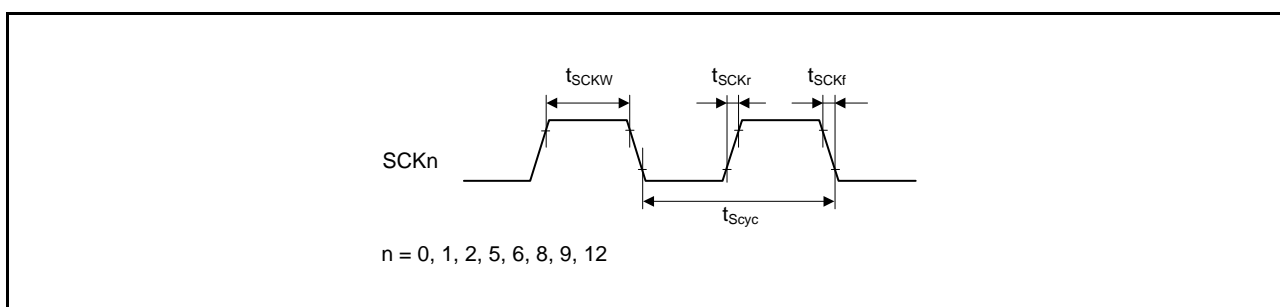 tSCKW tSCKr tSCKf
SCKn
tScyc
n = 0, 1, 2, 5, 6, 8, 9, 12